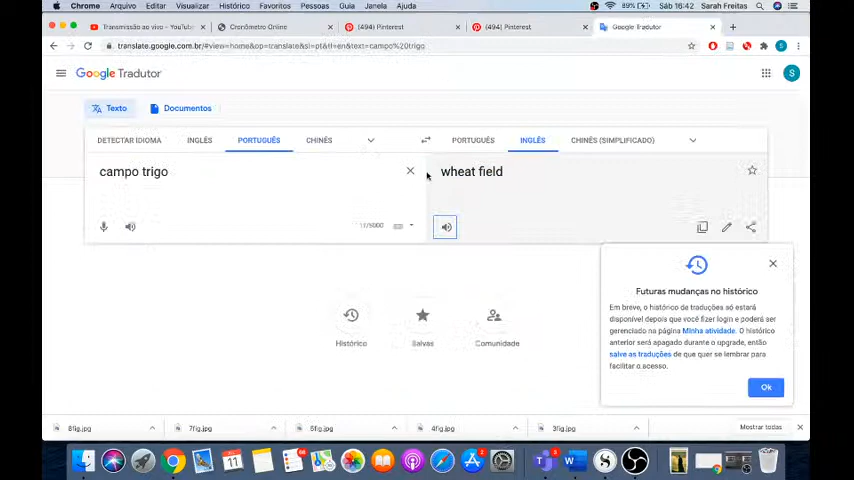 Chrome Arquivo Editar Visualizar Histórico Favoritos Pessoas Guia Janela Ajuda 89% Sáb 16:42 Sarah Freitas
Transmissão ao vivo – YouTube Cronômetro Online (494) Pinterest (494) Pinterest Google Tradutor
translate.google.com.br/#view=home&op=translate&sl=pt&tl=en&text=campo%20trigo
Google Tradutor S
Texto Documentos
DETECTAR IDIOMA INGLÊS PORTUGUÊS CHINÊS PORTUGUÊS INGLÊS CHINÊS (SIMPLIFICADO)
campo trigo wheat field
11/5000
Futuras mudanças no histórico
Em breve, o histórico de traduções só estará
disponível depois que você fizer login e poderá ser
gerenciado na página Minha atividade. O histórico
anterior será apagado durante o upgrade, então
salve as traduções de que quer se lembrar para
facilitar o acesso.
Histórico Salvas Comunidade
Ok
8fig.jpg 7fig.jpg 5fig.jpg 4fig.jpg 3fig.jpg Mostrar todas